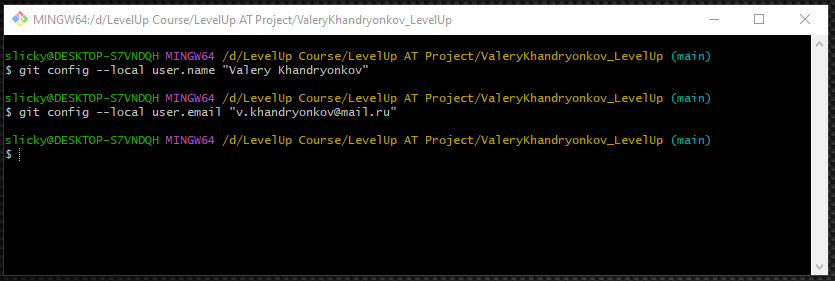 MINGW64:/d/LevelUp Course/LevelUp AT Project/ValeryKhandryonkov_LevelUp
slicky@DESKTOP-S7VNDQH MINGW64 /d/LevelUp Course/LevelUp AT Project/ValeryKhandryonkov_LevelUp (main)
$ git config --local user.name "Valery Khandryonkov"
slicky@DESKTOP-S7VNDQH MINGW64 /d/LevelUp Course/LevelUp AT Project/ValeryKhandryonkov_LevelUp (main)
$ git config --local user.email "v.khandryonkov@mail.ru"
slicky@DESKTOP-S7VNDQH MINGW64 /d/LevelUp Course/LevelUp AT Project/ValeryKhandryonkov_LevelUp (main)
$